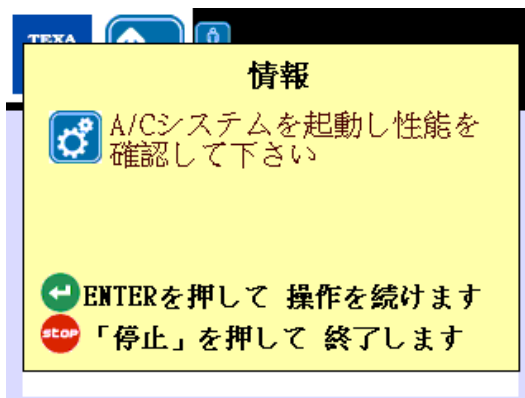 TEXA
情報
A/Cシステムを起動し性能を
確認して下さい
ENTERを押して 操作を続けます
stop「停止」を押して 終了します